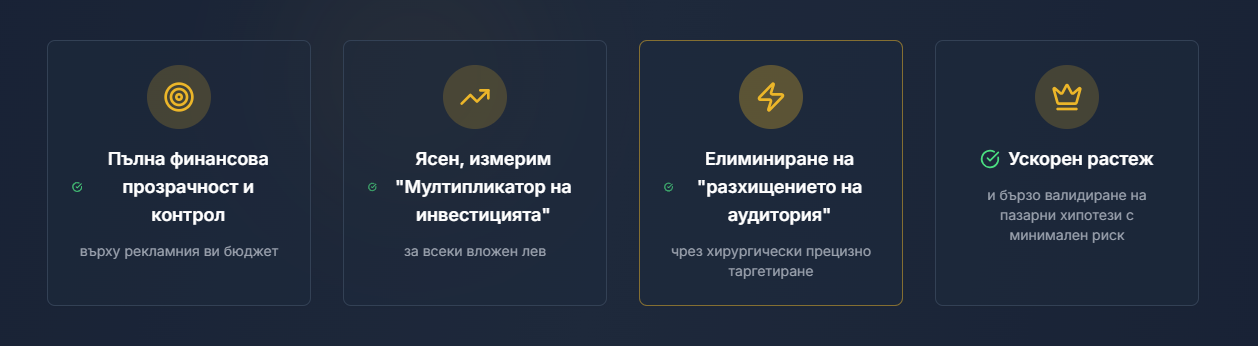 Пълна финансова
прозрачност и
контрол
върху рекламния ви бюджет
Ясен, измерим
"Мултипликатор на
инвестицията"
за всеки вложен лев
Елиминиране на
"разхищението на
аудитория"
чрез хирургически прецизно
таргетиране
Ускорен растеж
и бързо валидиране на
пазарни хипотези с
минимален риск